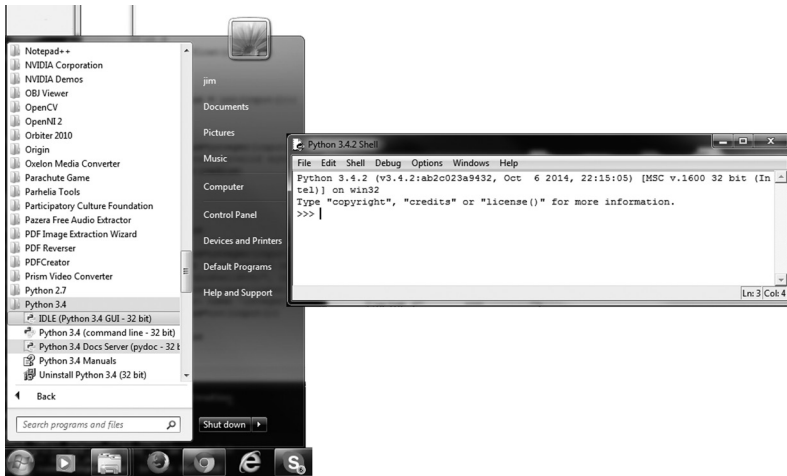 Notepad++
NVIDIA Corporation
NVIDIA Demos
OBJ Viewer
OpenCV
OpenNI 2
Orbiter 2010
Origin
Oxelon Media Converter
Parachute Game
Parhelia Tools
Participatory Culture Foundation
Pazera Free Audio Extractor
PDF Image Extraction Wizard
PDF Reverser
PDFCreator
Prism Video Converter
Python 2.7
Python 3.4
IDLE (Python 3.4 GUI - 32 bit)
Python 3.4 (command line - 32 bit)
Python 3.4 Docs Server (pydoc - 32 b
Python 3.4 Manuals
Uninstall Python 3.4 (32 bit)
Back
Search programs and files
jim
Documents
Pictures
Music
Computer
Control Panel
Devices and Printers
Default Programs
Help and Support
Shut down
Python 3.4.2 Shell
File Edit Shell Debug Options Windows Help
Python 3.4.2 (v3.4.2:ab2c023a9432, Oct  6 2014, 22:15:05) [MSC v.1600 32 bit (In
tel)] on win32
Type "copyright", "credits" or "license()" for more information.
>>>
Ln: 3 Col: 4